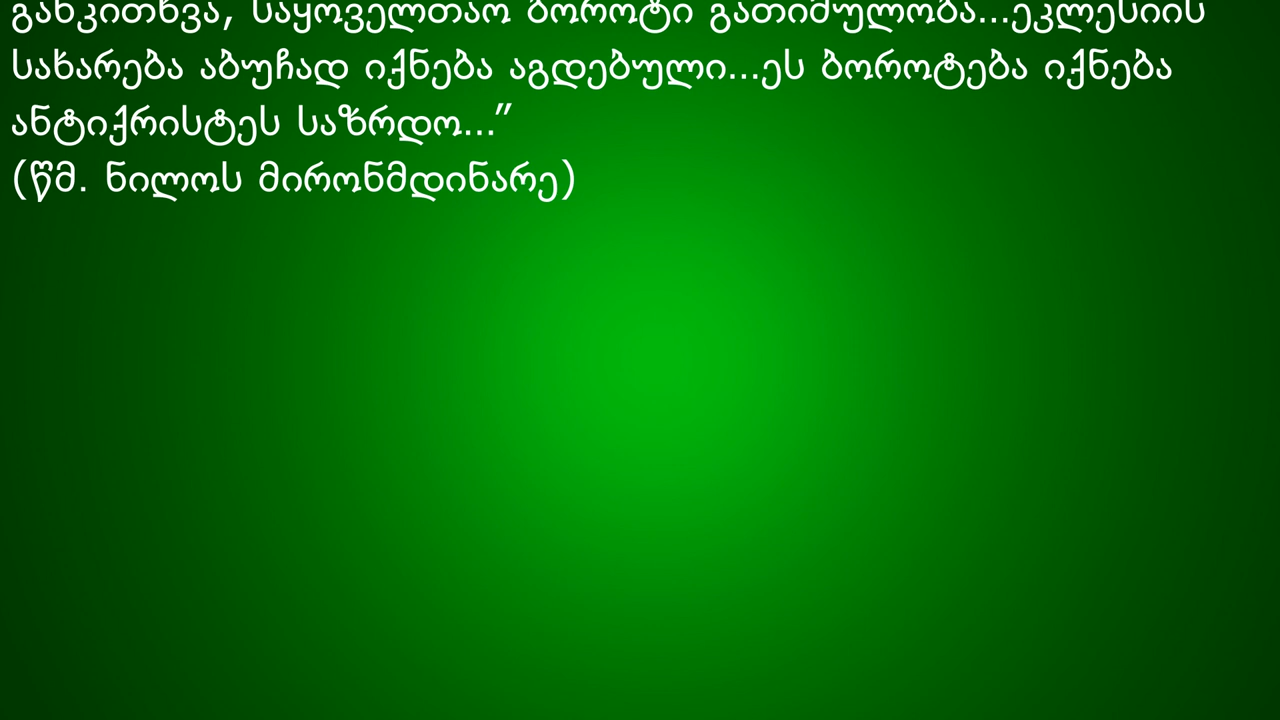 განკითხვა, საყოველთაო ბოროტი გათიშულობა...ეკლესიის
სახარება აბუჩად იქნება აგდებული...ეს ბოროტება იქნება
ანტიქრისტეს საზრდო...”
(წმ. ნილოს მირონმდინარე)